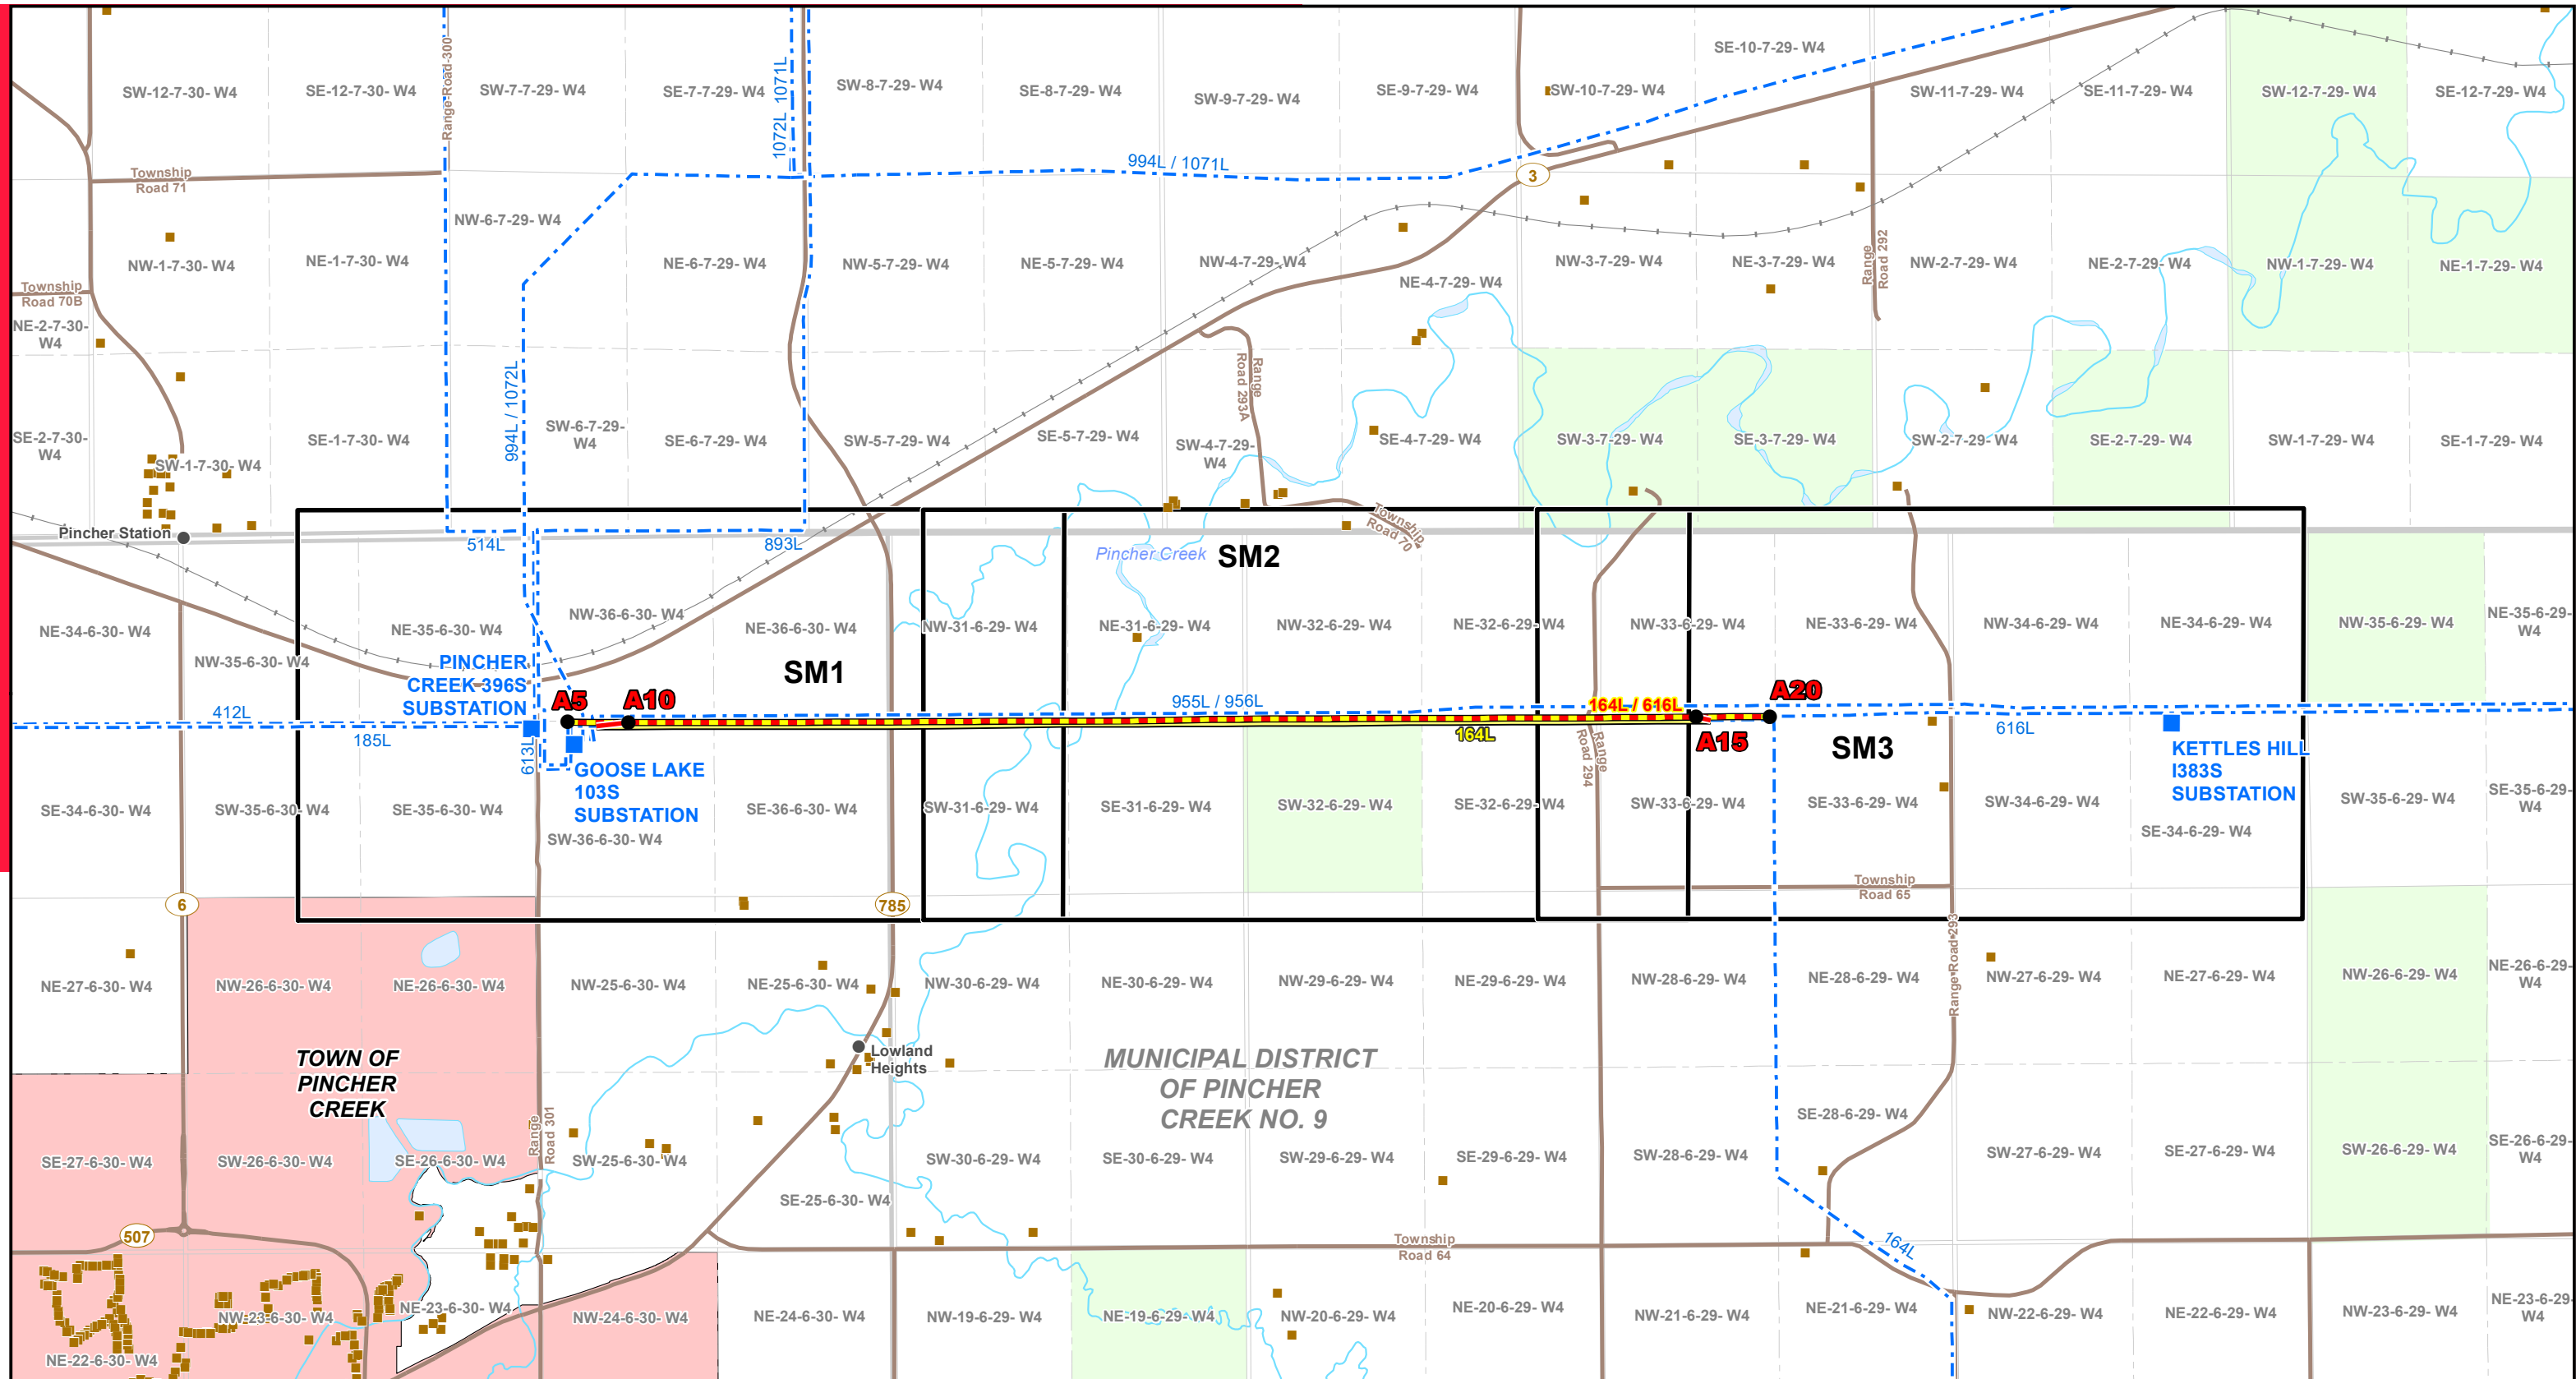 SE-10-7-29- W4
SW-12-7-30- W4
SE-12-7-30- W4
Range-Road-300
SW-7-7-29- W4
SE-7-7-29- W4
1072L 1071L
SW-8-7-29- W4
SE-8-7-29- W4
SW-9-7-29- W4
SE-9-7-29- W4
SW-10-7-29- W4
SW-11-7-29- W4
SE-11-7-29- W4
SW-12-7-29- W4
SE-12-7-29- W4
994L / 1071L
3
Township
Road 71
NW-6-7-29- W4
NW-1-7-30- W4
NE-1-7-30- W4
NE-6-7-29- W4
NW-5-7-29- W4
NE-5-7-29- W4
NW-4-7-29- W4
NE-4-7-29- W4
NW-3-7-29- W4
NE-3-7-29- W4
Range
Road 292
NW-2-7-29- W4
NE-2-7-29- W4
NW-1-7-29- W4
NE-1-7-29- W4
Township
Road 70B
NE-2-7-30-
W4
994L / 1072L
Range
Road 293A
SE-2-7-30-
W4
SW-1-7-30- W4
SE-1-7-30- W4
SW-6-7-29-
W4
SE-6-7-29- W4
SW-5-7-29- W4
SE-5-7-29- W4
SW-4-7-29-
W4
SE-4-7-29- W4
SW-3-7-29- W4
SE-3-7-29- W4
SW-2-7-29- W4
SE-2-7-29- W4
SW-1-7-29- W4
SE-1-7-29- W4
Pincher Station
514L
893L
Pincher Creek
SM2
Township
Road 70
NE-34-6-30- W4
NW-35-6-30- W4
NE-35-6-30- W4
NW-36-6-30- W4
NE-36-6-30- W4
NW-31-6-29- W4
NE-31-6-29- W4
NW-32-6-29- W4
NE-32-6-29- W4
NW-33-6-29- W4
NE-33-6-29- W4
NW-34-6-29- W4
NE-34-6-29- W4
NW-35-6-29- W4
NE-35-6-29-
W4
PINCHER
CREEK 396S
SUBSTATION
SM1
A5
A10
955L / 956L
164L / 616L
A20
412L
185L
613L
164L
A15
SM3
616L
Range
Road 294
KETTLES HILL
I383S
SUBSTATION
GOOSE LAKE
103S
SUBSTATION
SE-34-6-30- W4
SW-35-6-30- W4
SE-35-6-30- W4
SW-36-6-30- W4
SE-36-6-30- W4
SW-31-6-29- W4
SE-31-6-29- W4
SW-32-6-29- W4
SE-32-6-29- W4
SW-33-6-29- W4
SE-33-6-29- W4
SW-34-6-29- W4
SE-34-6-29- W4
SW-35-6-29- W4
SE-35-6-29-
W4
Township
Road 65
6
785
Range-Road-293
NE-27-6-30- W4
NW-26-6-30- W4
NE-26-6-30- W4
NW-25-6-30- W4
NE-25-6-30- W4
NW-30-6-29- W4
NE-30-6-29- W4
NW-29-6-29- W4
NE-29-6-29- W4
NW-28-6-29- W4
NE-28-6-29- W4
NW-27-6-29- W4
NE-27-6-29- W4
NW-26-6-29- W4
NE-26-6-29-
W4
TOWN OF
PINCHER
CREEK
Lowland
Heights
MUNICIPAL DISTRICT
OF PINCHER
CREEK NO. 9
Range
Road 301
SE-27-6-30- W4
SW-26-6-30- W4
SE-26-6-30- W4
SW-25-6-30- W4
SE-25-6-30- W4
SW-30-6-29- W4
SE-30-6-29- W4
SW-29-6-29- W4
SE-29-6-29- W4
SW-28-6-29- W4
SE-28-6-29- W4
SW-27-6-29- W4
SE-27-6-29- W4
SW-26-6-29- W4
SE-26-6-29-
W4
507
Township
Road 64
164L
NE-22-6-30- W4
NW-23-6-30- W4
NE-23-6-30- W4
NW-24-6-30- W4
NE-24-6-30- W4
NW-19-6-29- W4
NE-19-6-29- W4
NW-20-6-29- W4
NE-20-6-29- W4
NW-21-6-29- W4
NE-21-6-29- W4
NW-22-6-29- W4
NE-22-6-29- W4
NW-23-6-29- W4
NE-23-6-29-
W4